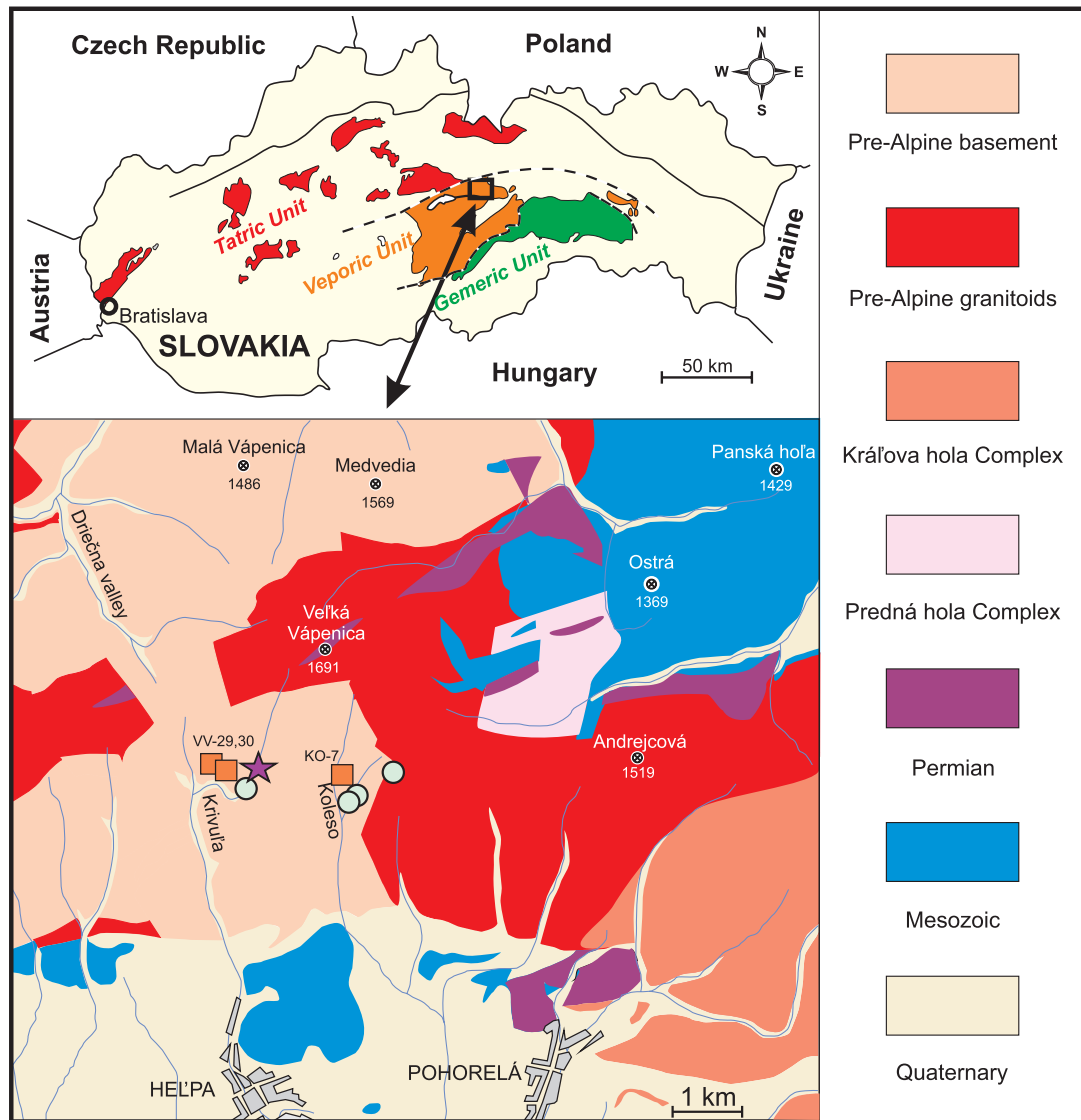 Czech Republic
Poland
N
W
E
S
Tatric Unit
Veporic Unit
Gemeric Unit
Austria
Ukraine
Bratislava
SLOVAKIA
Hungary
50 km
Malá Vápenica
1486
Medvedia
1569
Panská hoľa
1429
Driečna valley
Ostrá
1369
Veľká
Vápenica
1691
Andrejcová
1519
VV-29,30
KO-7
Krivuľa
Koleso
HEĽPA
POHORELÁ
1 km
Pre-Alpine basement
Pre-Alpine granitoids
Kráľova hola Complex
Predná hola Complex
Permian
Mesozoic
Quaternary